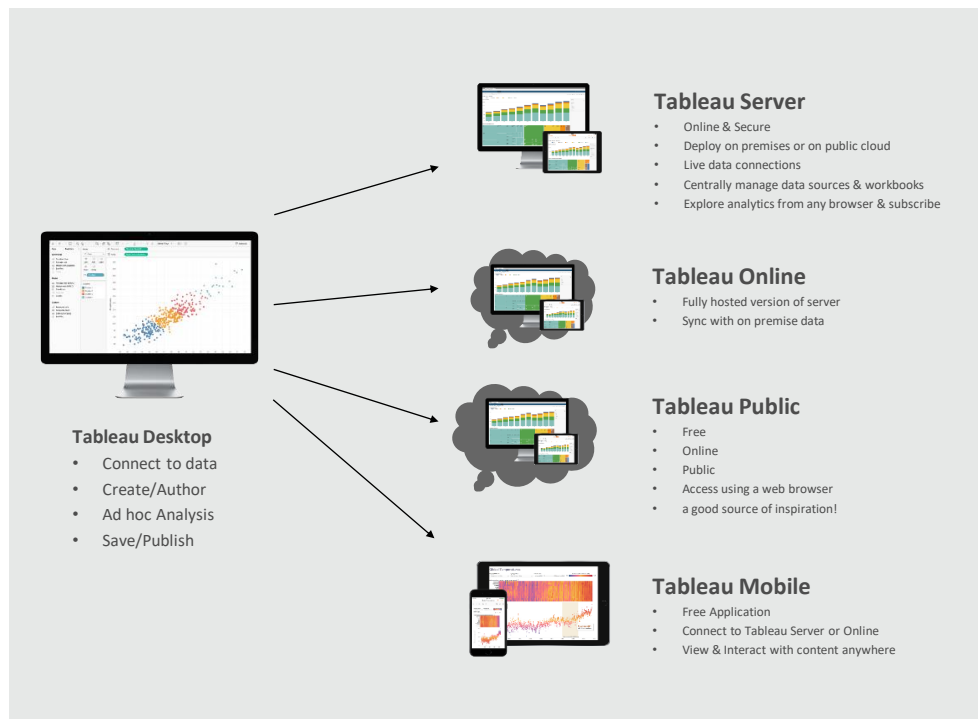 Tableau Desktop
• Connect to data
• Create/Author
• Ad hoc Analysis
• Save/Publish
Tableau Server
• Online & Secure
• Deploy on premises or on public cloud
• Live data connections
• Centrally manage data sources & workbooks
• Explore analytics from any browser & subscribe
Tableau Online
• Fully hosted version of server
• Sync with on premise data
Tableau Public
• Free
• Online
• Public
• Access using a web browser
• a good source of inspiration!
Tableau Mobile
• Free Application
• Connect to Tableau Server or Online
• View & Interact with content anywhere